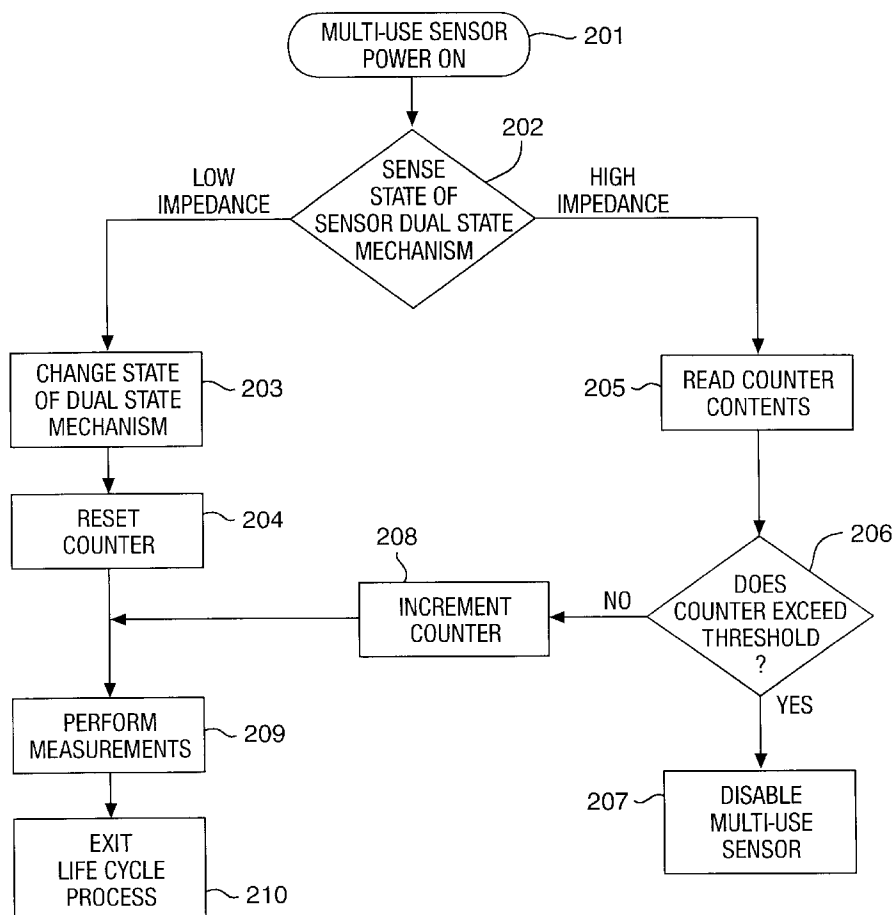 MULTI-USE SENSOR
POWER ON
201
202
SENSE
STATE OF
SENSOR DUAL STATE
MECHANISM
LOW
IMPEDANCE
HIGH
IMPEDANCE
CHANGE STATE
OF DUAL STATE
MECHANISM
203
205
READ COUNTER
CONTENTS
RESET
COUNTER
204
208
INCREMENT
COUNTER
NO
206
DOES
COUNTER EXCEED
THRESHOLD
?
YES
PERFORM
MEASUREMENTS
209
207
DISABLE
MULTI-USE
SENSOR
EXIT
LIFE CYCLE
PROCESS
210